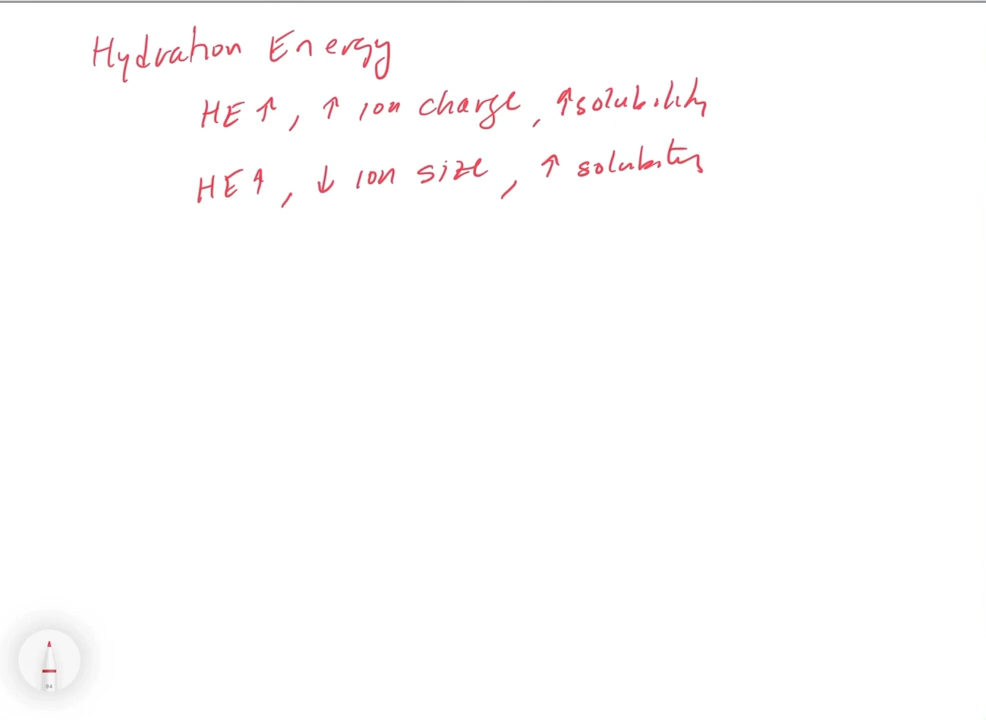 Hydration Energy
HE ↑, ↑ ion charge, ↑ solubility
HE ↑, ↓ ion size, ↑ solubility